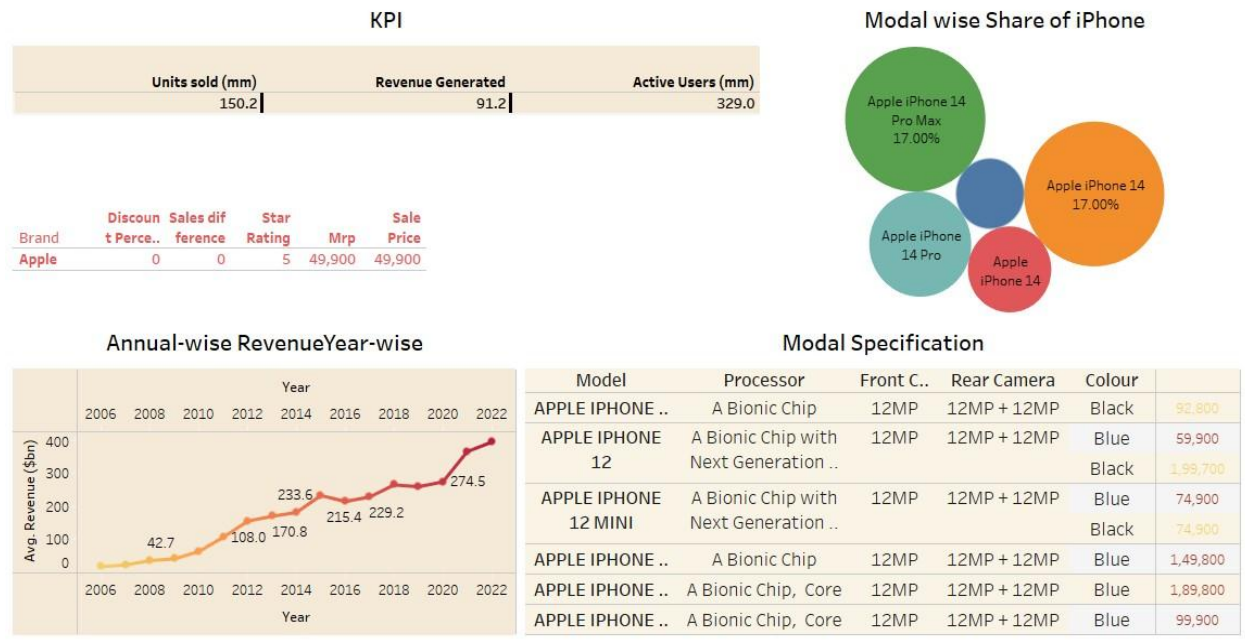 KPI
Units sold (mm) Revenue Generated Active Users (mm)
150.2 91.2 329.0
Discoun Sales dif Star Sale
Brand t Perce.. ference Rating Mrp Price
Apple 0 0 5 49,900 49,900
Modal wise Share of iPhone
Apple iPhone 14
Pro Max
17.00%
Apple iPhone 14
17.00%
Apple iPhone
14 Pro
Apple
iPhone 14
Annual-wise RevenueYear-wise
Year
2006 2008 2010 2012 2014 2016 2018 2020 2022
Avg. Revenue ($bn)
400
300
200
100
0
42.7
108.0
170.8
233.6
215.4
229.2
274.5
2006 2008 2010 2012 2014 2016 2018 2020 2022
Year
Modal Specification
Model Processor Front C.. Rear Camera Colour
APPLE IPHONE .. A Bionic Chip 12MP 12MP + 12MP Black 92,800
APPLE IPHONE A Bionic Chip with 12MP 12MP + 12MP Blue 59,900
12 Next Generation .. Black 1,99,700
APPLE IPHONE A Bionic Chip with 12MP 12MP + 12MP Blue 74,900
12 MINI Next Generation .. Black 74,900
APPLE IPHONE .. A Bionic Chip 12MP 12MP + 12MP Blue 1,49,800
APPLE IPHONE .. A Bionic Chip, Core 12MP 12MP + 12MP Blue 1,89,800
APPLE IPHONE .. A Bionic Chip, Core 12MP 12MP + 12MP Blue 99,900